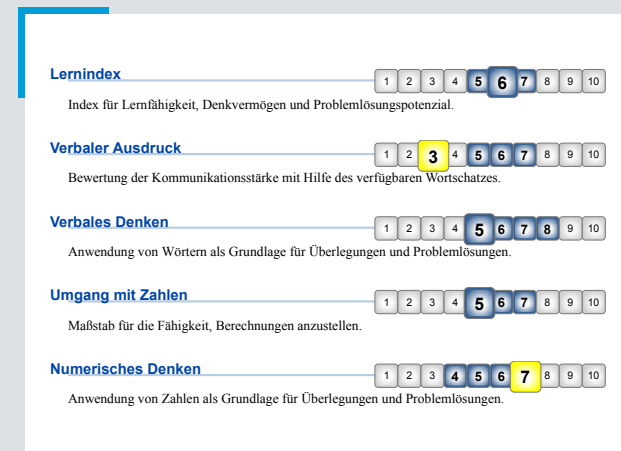 Lernindex
1 2 3 4 5 6 7 8 9 10
Index für Lernfähigkeit, Denkvermögen und Problemlösungspotenzial.
Verbaler Ausdruck
1 2 3 4 5 6 7 8 9 10
Bewertung der Kommunikationsstärke mit Hilfe des verfügbaren Wortschatzes.
Verbales Denken
1 2 3 4 5 6 7 8 9 10
Anwendung von Wörtern als Grundlage für Überlegungen und Problemlösungen.
Umgang mit Zahlen
1 2 3 4 5 6 7 8 9 10
Maßstab für die Fähigkeit, Berechnungen anzustellen.
Numerisches Denken
1 2 3 4 5 6 7 8 9 10
Anwendung von Zahlen als Grundlage für Überlegungen und Problemlösungen.